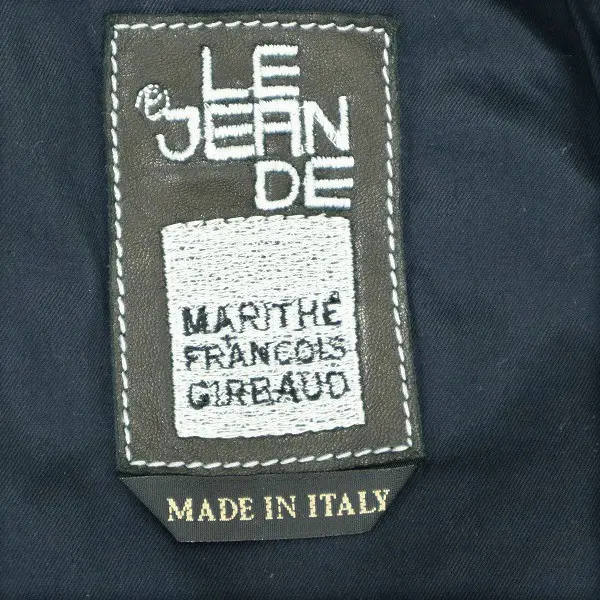 LE
JEAN
DE
MARITHÉ
+
FRANCOIS
GIRBAUD
MADE IN ITALY